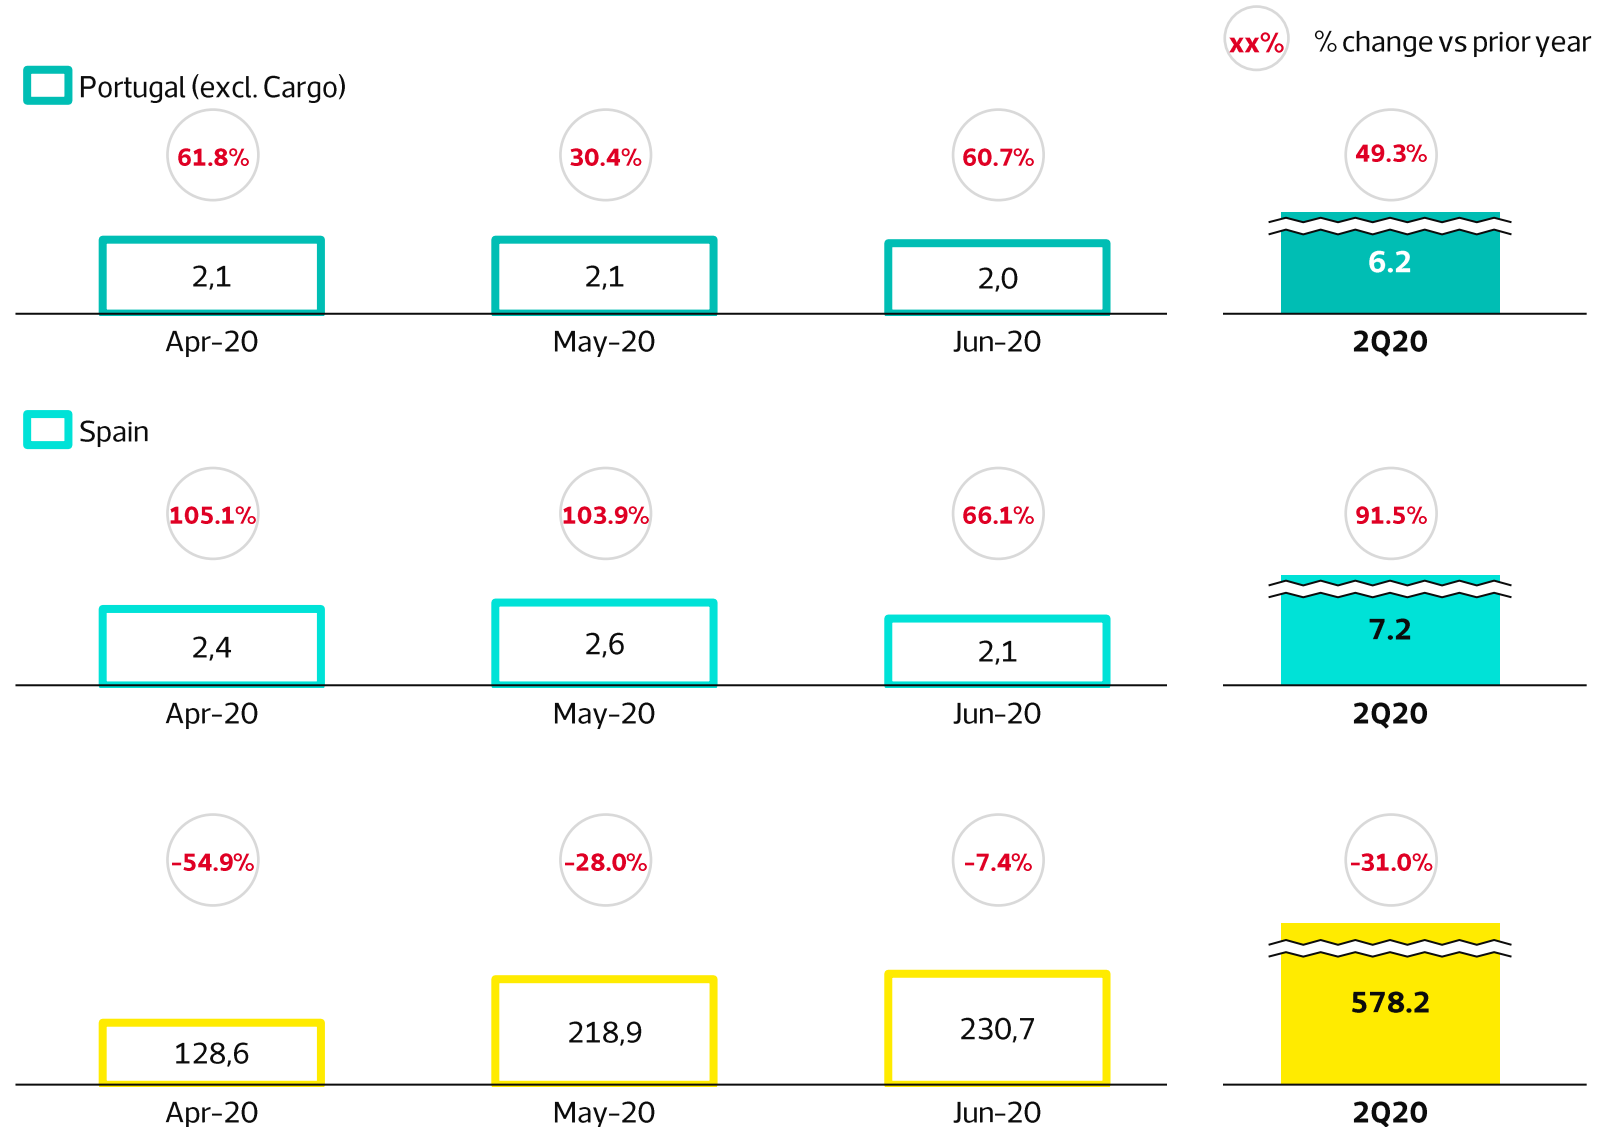 xx% % change vs prior year
Portugal (excl. Cargo)
61.8% 30.4% 60.7% 49.3%
2,1 2,1 2,0 6.2
Apr-20 May-20 Jun-20 2Q20
Spain
105.1% 103.9% 66.1% 91.5%
2,4 2,6 2,1 7.2
Apr-20 May-20 Jun-20 2Q20
-54.9% -28.0% -7.4% -31.0%
128,6 218,9 230,7 578.2
Apr-20 May-20 Jun-20 2Q20